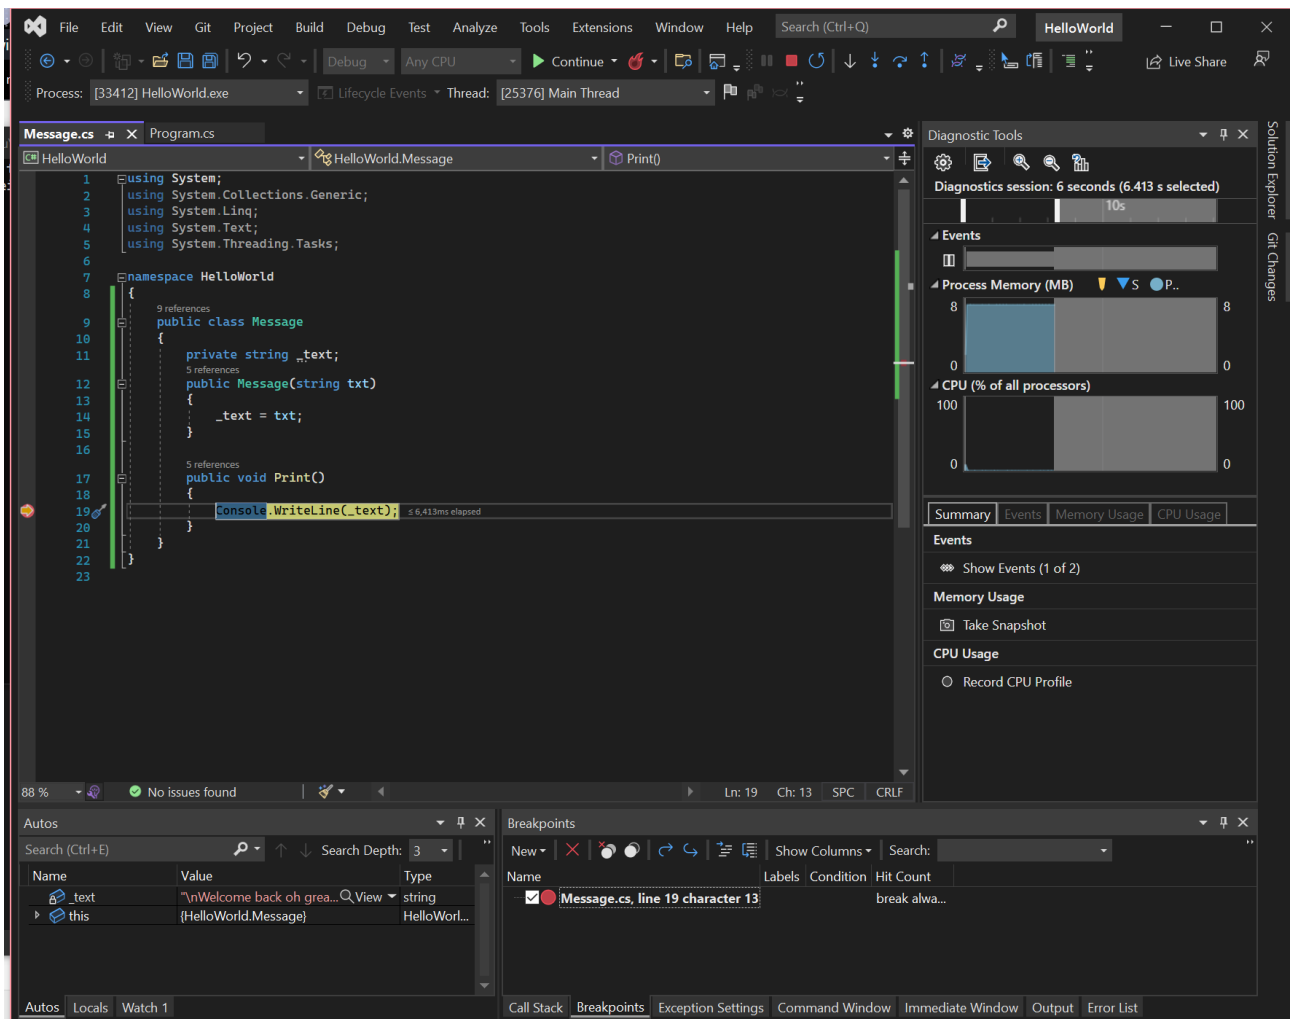 File Edit View Git Project Build Debug Test Analyze Tools Extensions Window Help Search (Ctrl+Q) HelloWorld
Debug Any CPU Continue Live Share
Process: [33412] HelloWorld.exe Lifecycle Events Thread: [25376] Main Thread
Message.cs Program.cs
HelloWorld HelloWorld.Message Print()
1 using System;
2 using System.Collections.Generic;
3 using System.Linq;
4 using System.Text;
5 using System.Threading.Tasks;
6
7 namespace HelloWorld
8 {
9 references
9 public class Message
10 {
11 private string _text;
5 references
12 public Message(string txt)
13 {
14 _text = txt;
15 }
16
5 references
17 public void Print()
18 {
19 Console.WriteLine(_text); ≤ 6,413ms elapsed
20 }
21 }
22 }
23
88 % No issues found Ln: 19 Ch: 13 SPC CRLF
Diagnostic Tools
Diagnostics session: 6 seconds (6.413 s selected)
10s
Events
Process Memory (MB) S P..
8 8
0 0
CPU (% of all processors)
100 100
0 0
Summary Events Memory Usage CPU Usage
Events
Show Events (1 of 2)
Memory Usage
Take Snapshot
CPU Usage
Record CPU Profile
Solution Explorer
Git Changes
Autos
Search (Ctrl+E) Search Depth: 3
Name Value Type
_text "\nWelcome back oh grea... View string
this {HelloWorld.Message} HelloWorl...
Autos Locals Watch 1
Breakpoints
New Show Columns Search:
Name Labels Condition Hit Count
Message.cs, line 19 character 13 break alwa...
Call Stack Breakpoints Exception Settings Command Window Immediate Window Output Error List